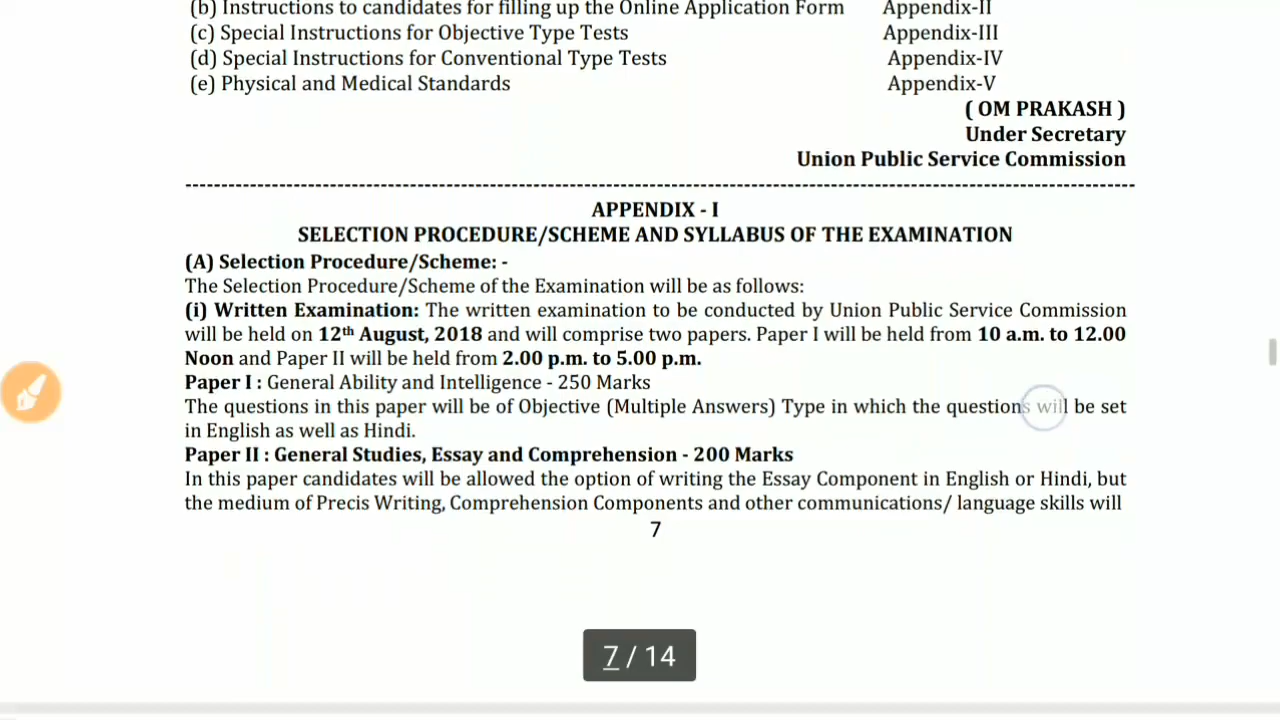 (b) Instructions to candidates for filling up the Online Application Form Appendix-II
(c) Special Instructions for Objective Type Tests Appendix-III
(d) Special Instructions for Conventional Type Tests Appendix-IV
(e) Physical and Medical Standards Appendix-V
( OM PRAKASH )
Under Secretary
Union Public Service Commission
APPENDIX - I
SELECTION PROCEDURE/SCHEME AND SYLLABUS OF THE EXAMINATION
(A) Selection Procedure/Scheme: -
The Selection Procedure/Scheme of the Examination will be as follows:
(i) Written Examination: The written examination to be conducted by Union Public Service Commission
will be held on 12th August, 2018 and will comprise two papers. Paper I will be held from 10 a.m. to 12.00
Noon and Paper II will be held from 2.00 p.m. to 5.00 p.m.
Paper I : General Ability and Intelligence - 250 Marks
The questions in this paper will be of Objective (Multiple Answers) Type in which the questions will be set
in English as well as Hindi.
Paper II : General Studies, Essay and Comprehension - 200 Marks
In this paper candidates will be allowed the option of writing the Essay Component in English or Hindi, but
the medium of Precis Writing, Comprehension Components and other communications/ language skills will
7
7 / 14